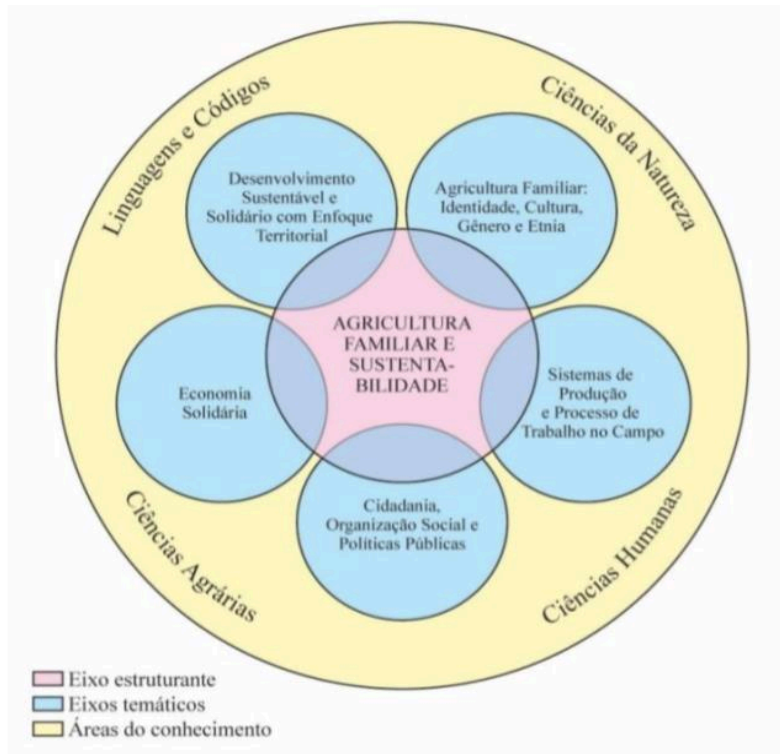 Linguagens e Códigos
Ciências da Natureza
Desenvolvimento
Sustentável e
Solidário com Enfoque
Territorial
Agricultura Familiar:
Identidade, Cultura,
Gênero e Etnia
AGRICULTURA
FAMILIAR E
SUSTENTA-
BILIDADE
Economia
Solidária
Sistemas de
Produção
e Processo de
Trabalho no Campo
Cidadania,
Organização Social e
Políticas Públicas
Ciências Agrárias
Ciências Humanas
Eixo estruturante
Eixos temáticos
Áreas do conhecimento